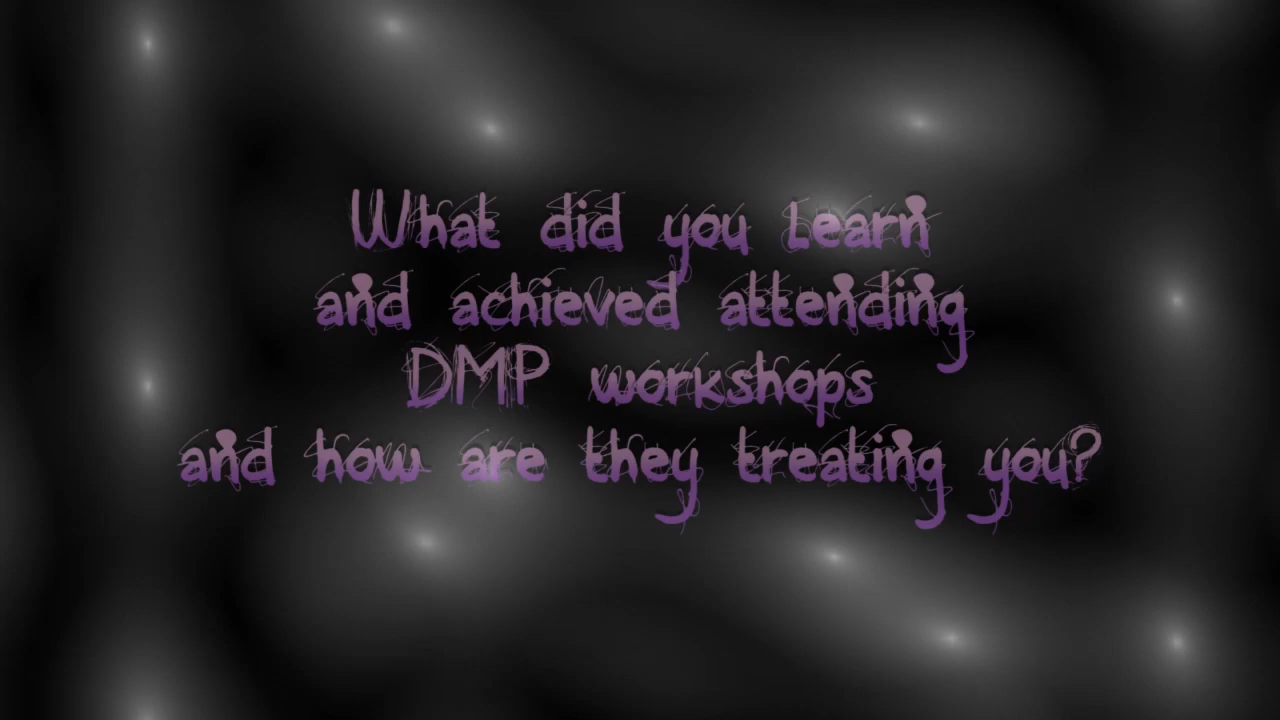 What did you learn
and achieved attending
DMP workshops
and how are they treating you?